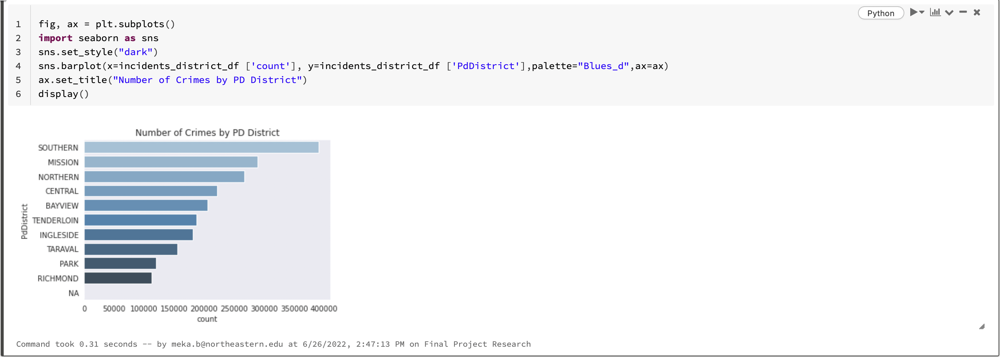 Python
1 fig, ax = plt.subplots()
2 import seaborn as sns
3 sns.set_style("dark")
4 sns.barplot(x=incidents_district_df ['count'], y=incidents_district_df ['PdDistrict'],palette="Blues_d",ax=ax)
5 ax.set_title("Number of Crimes by PD District")
6 display()
Number of Crimes by PD District
PdDistrict
SOUTHERN
MISSION
NORTHERN
CENTRAL
BAYVIEW
TENDERLOIN
INGLESIDE
TARAVAL
PARK
RICHMOND
NA
0 50000 100000 150000 200000 250000 300000 350000 400000
count
Command took 0.31 seconds -- by meka.b@northeastern.edu at 6/26/2022, 2:47:13 PM on Final Project Research